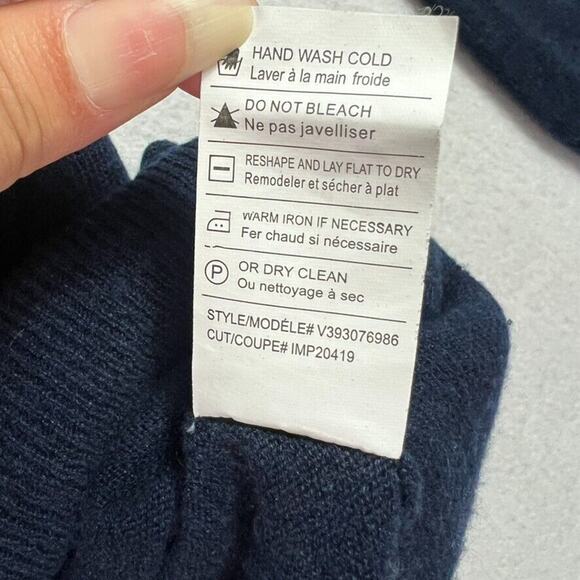 HAND WASH COLD
Laver à la main froide
DO NOT BLEACH
Ne pas javelliser
RESHAPE AND LAY FLAT TO DRY
Remodeler et sécher à plat
WARM IRON IF NECESSARY
Fer chaud si nécessaire
P
OR DRY CLEAN
Ou nettoyage à sec
STYLE/MODÉLE# V393076986
CUT/COUPE# IMP20419